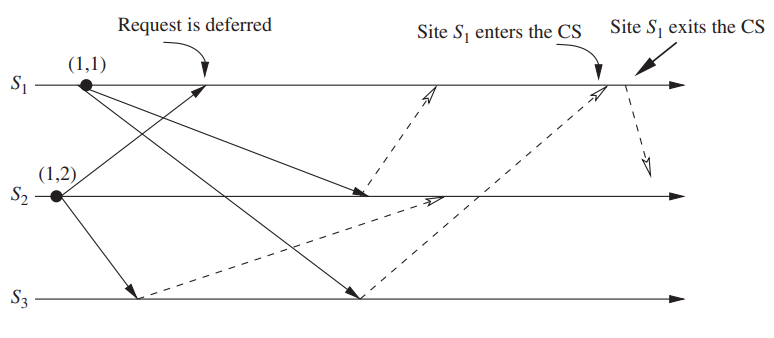 Request is deferred
Site S1 enters the CS
Site S1 exits the CS
(1,1)
S1
(1,2)
S2
S3